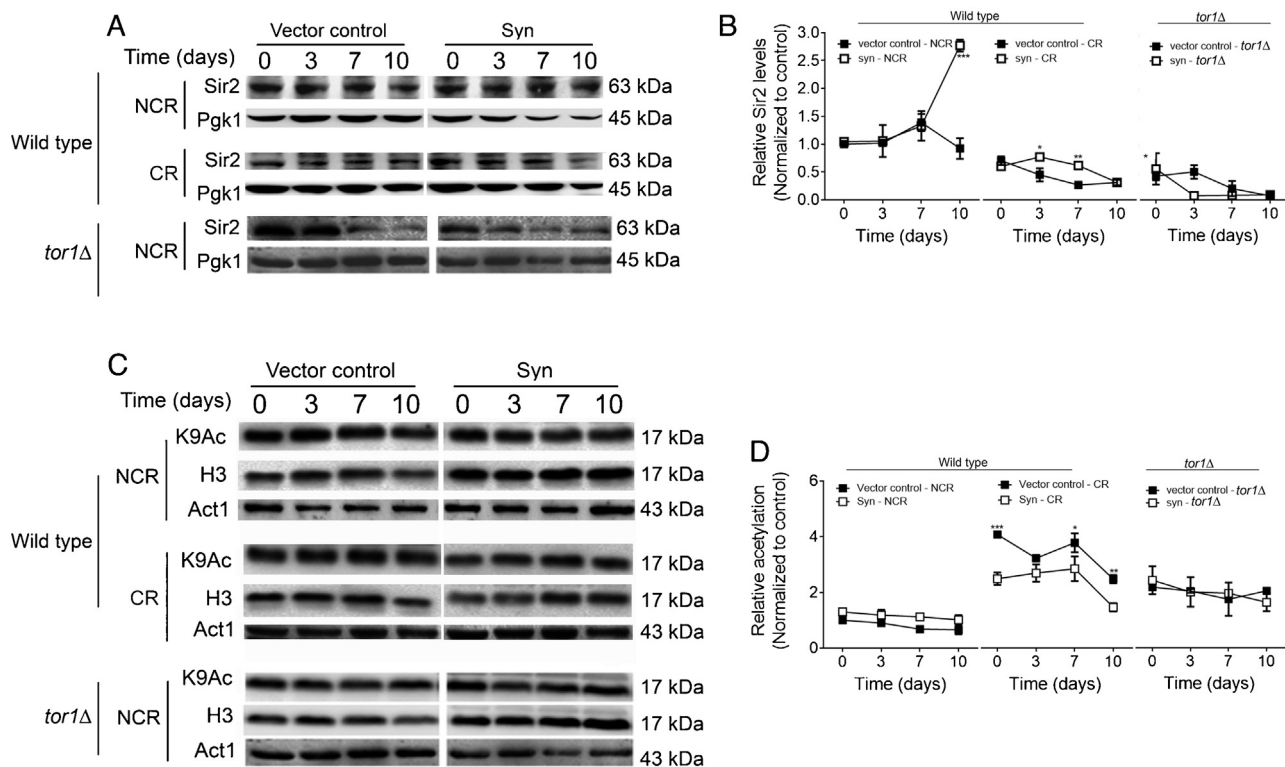 A
Vector control Syn
Time (days) 0 3 7 10 0 3 7 10
Wild type
NCR
Sir2 63 kDa
Pgk1 45 kDa
CR
Sir2 63 kDa
Pgk1 45 kDa
tor1Δ
NCR
Sir2 63 kDa
Pgk1 45 kDa
B
Wild type tor1Δ
vector control - NCR vector control - CR vector control - tor1Δ
syn - NCR syn - CR syn - tor1Δ
Relative Sir2 levels
(Normalized to control)
3.0
2.5
2.0
1.5
1.0
0.5
0.0
*** * ** *
0 3 7 10 0 3 7 10 0 3 7 10
Time (days) Time (days) Time (days)
C
Vector control Syn
Time (days) 0 3 7 10 0 3 7 10
Wild type
NCR
K9Ac 17 kDa
H3 17 kDa
Act1 43 kDa
CR
K9Ac 17 kDa
H3 17 kDa
Act1 43 kDa
tor1Δ
NCR
K9Ac 17 kDa
H3 17 kDa
Act1 43 kDa
D
Wild type tor1Δ
Vector control - NCR Vector control - CR vector control - tor1Δ
Syn - NCR Syn - CR syn - tor1Δ
Relative acetylation
(Normalized to control)
6
4
2
0
*** * **
0 3 7 10 0 3 7 10 0 3 7 10
Time (days) Time (days) Time (days)